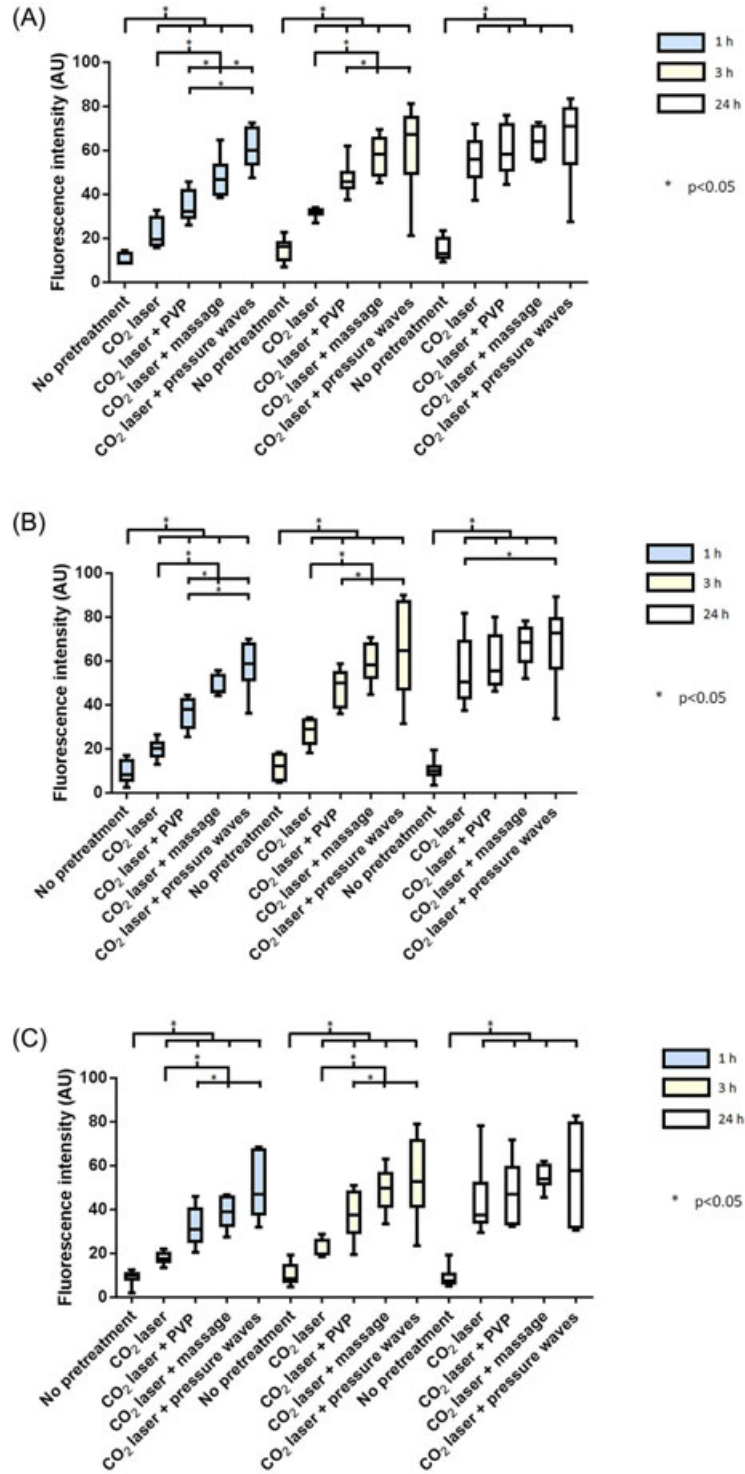 (A)
*
*
*
1 h
*
*
3 h
*
*
*
24 h
*
* p<0.05
Fluorescence intensity (AU)
100
80
60
40
20
0
No pretreatment
CO₂ laser
CO₂ laser + PVP
CO₂ laser + massage
CO₂ laser + pressure waves
No pretreatment
CO₂ laser
CO₂ laser + PVP
CO₂ laser + massage
CO₂ laser + pressure waves
No pretreatment
CO₂ laser
CO₂ laser + PVP
CO₂ laser + massage
CO₂ laser + pressure waves
(B)
*
*
*
1 h
*
*
*
3 h
*
*
*
24 h
* p<0.05
Fluorescence intensity (AU)
100
80
60
40
20
0
No pretreatment
CO₂ laser
CO₂ laser + PVP
CO₂ laser + massage
CO₂ laser + pressure waves
No pretreatment
CO₂ laser
CO₂ laser + PVP
CO₂ laser + massage
CO₂ laser + pressure waves
No pretreatment
CO₂ laser
CO₂ laser + PVP
CO₂ laser + massage
CO₂ laser + pressure waves
(C)
*
*
*
1 h
*
*
3 h
*
*
24 h
* p<0.05
Fluorescence intensity (AU)
100
80
60
40
20
0
No pretreatment
CO₂ laser
CO₂ laser + PVP
CO₂ laser + massage
CO₂ laser + pressure waves
No pretreatment
CO₂ laser
CO₂ laser + PVP
CO₂ laser + massage
CO₂ laser + pressure waves
No pretreatment
CO₂ laser
CO₂ laser + PVP
CO₂ laser + massage
CO₂ laser + pressure waves